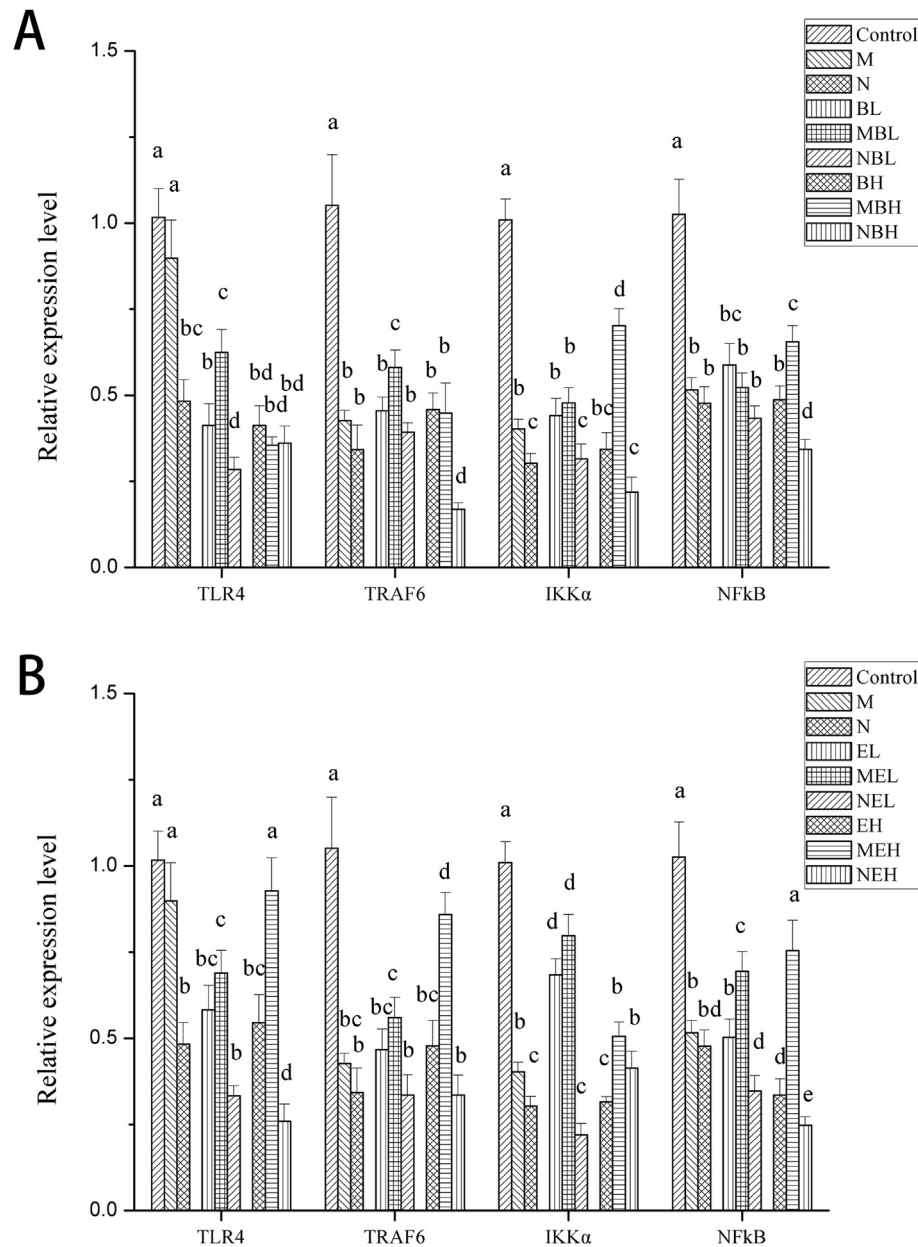 A
Relative expression level
1.5
1.0
0.5
0.0
a
a
bc
b
c
d
bd
bd
bd
a
b
b
b
c
b
b
b
d
a
b
c
b
b
c
bc
d
c
a
b
b
bc
b
b
b
c
d
TLR4
TRAF6
IKKα
NFkB
Control
M
N
BL
MBL
NBL
BH
MBH
NBH
B
Relative expression level
1.5
1.0
0.5
0.0
a
a
b
bc
c
b
bc
a
d
a
bc
b
bc
c
b
bc
d
b
a
b
c
d
d
c
c
b
b
a
b
bd
b
c
d
d
a
e
TLR4
TRAF6
IKKα
NFkB
Control
M
N
EL
MEL
NEL
EH
MEH
NEH